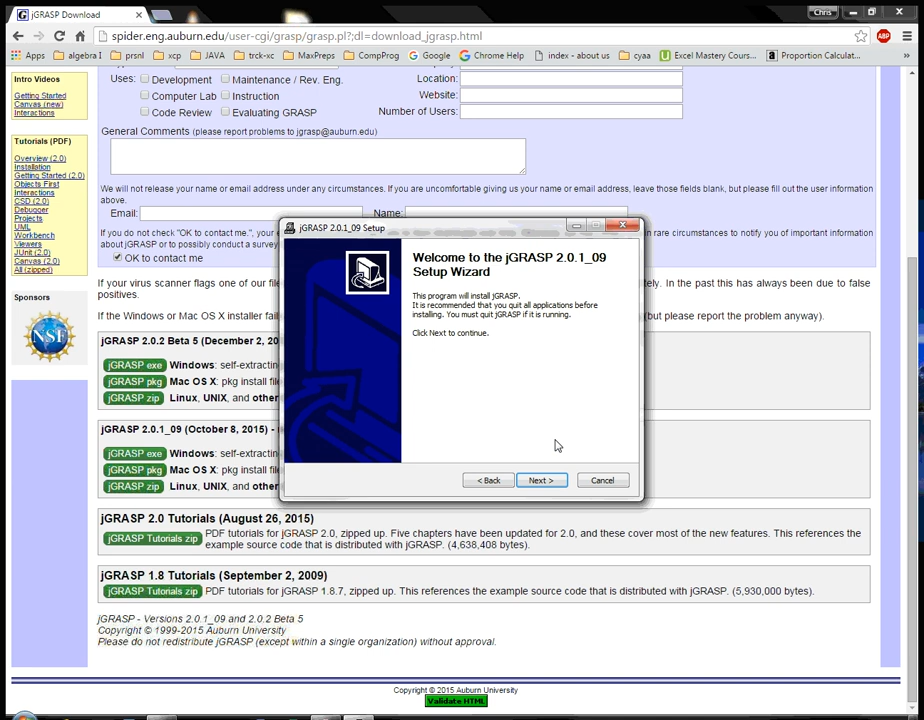 jGRASP Download
Chris
spider.eng.auburn.edu/user-cgi/grasp/grasp.pl?;dl=download_jgrasp.html
ABP
Apps algebra I prsnl xcp JAVA trck-xc MaxPreps CompProg Google Chrome Help index - about us cyaa Excel Mastery Cours... Proportion Calculat...
Intro Videos
Getting Started
Canvas (new)
Interactions
Tutorials (PDF)
Overview (2.0)
Installation
Getting Started (2.0)
Objects First
Interactions
CSD (2.0)
Debugger
Projects
UML
Workbench
Viewers
JUnit (2.0)
Canvas (2.0)
All (zipped)
Sponsors
NSF
Uses: Development Maintenance / Rev. Eng.
Computer Lab Instruction
Code Review Evaluating GRASP
Location:
Website:
Number of Users:
General Comments (please report problems to jgrasp@auburn.edu)
We will not release your name or email address under any circumstances. If you are uncomfortable giving us your name or email address, leave those fields blank, but please fill out the user information
above.
Email: Name:
If you do not check "OK to contact me.", your in rare circumstances to notify you of important information
about jGRASP or to possibly conduct a surve
OK to contact me
If your virus scanner flags one of our file tely. In the past this has always been due to false
positives.
If the Windows or Mac OS X installer fail (but please report the problem anyway).
jGRASP 2.0.2 Beta 5 (December 2, 20
jGRASP exe Windows: self-extracting
jGRASP pkg Mac OS X: pkg install file
jGRASP zip Linux, UNIX, and other
jGRASP 2.0.1_09 (October 8, 2015) -
jGRASP exe Windows: self-extracting
jGRASP pkg Mac OS X: pkg install file
jGRASP zip Linux, UNIX, and other
jGRASP 2.0.1_09 Setup
Welcome to the jGRASP 2.0.1_09
Setup Wizard
This program will install jGRASP.
It is recommended that you quit all applications before
installing. You must quit jGRASP if it is running.
Click Next to continue.
< Back Next > Cancel
jGRASP 2.0 Tutorials (August 26, 2015)
jGRASP Tutorials zip PDF tutorials for jGRASP 2.0, zipped up. Five chapters have been updated for 2.0, and these cover most of the new features. This references the
example source code that is distributed with jGRASP. (4,638,408 bytes).
jGRASP 1.8 Tutorials (September 2, 2009)
jGRASP Tutorials zip PDF tutorials for jGRASP 1.8.7, zipped up. This references the example source code that is distributed with jGRASP. (5,930,000 bytes).
jGRASP - Versions 2.0.1_09 and 2.0.2 Beta 5
Copyright © 1999-2015 Auburn University
Please do not redistribute jGRASP (except within a single organization) without approval.
Copyright © 2015 Auburn University
Validate HTML